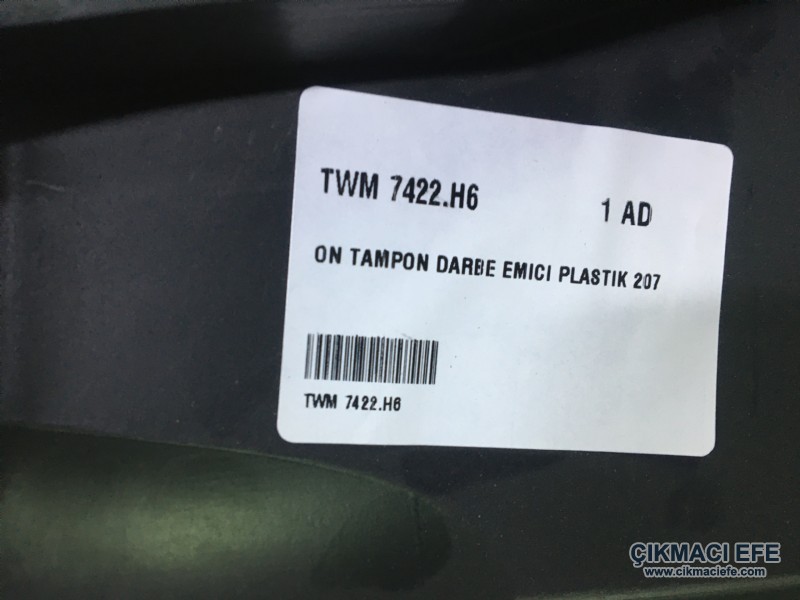 TWM 7422.H6 1 AD
ON TAMPON DARBE EMICI PLASTIK 207
TWM 7422.H6
ÇIKMACI EFE
www.cikmaciefe.com